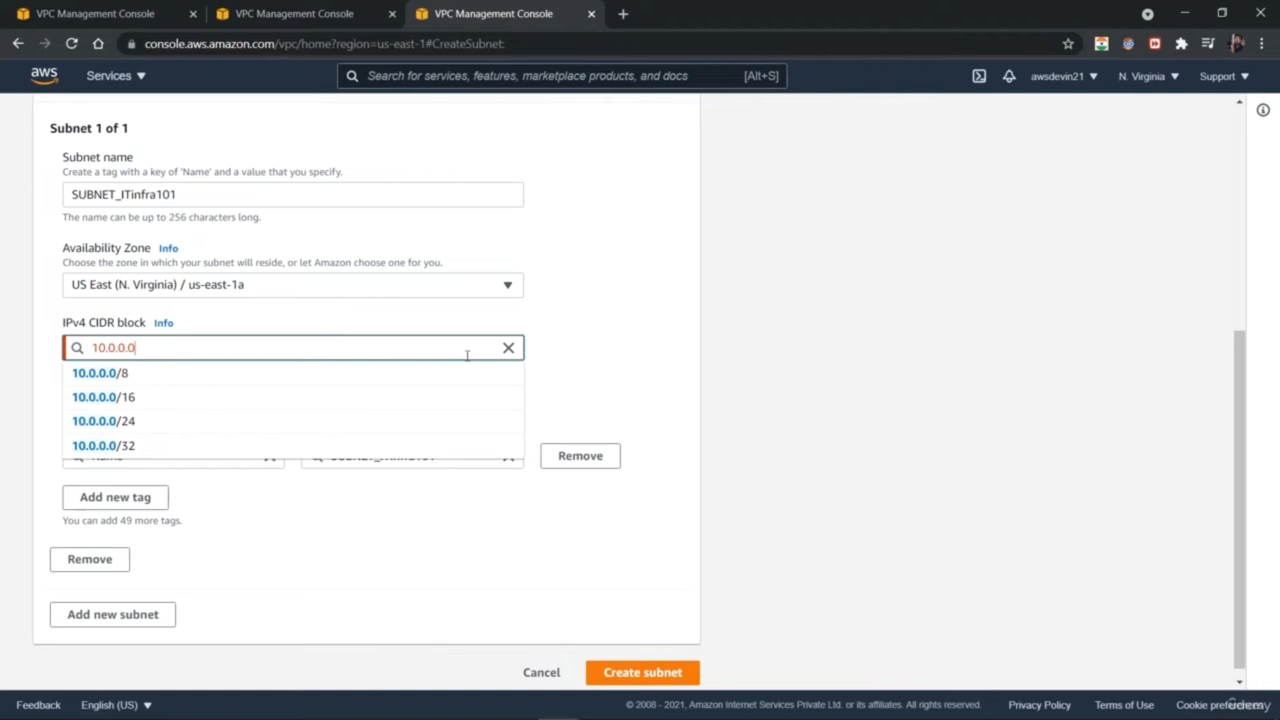 VPC Management Console
VPC Management Console
VPC Management Console
console.aws.amazon.com/vpc/home?region=us-east-1#CreateSubnet:
aws
Services ▼
Search for services, features, marketplace products, and docs [Alt+S]
awsdevin21 ▼
N. Virginia ▼
Support ▼
Subnet 1 of 1
Subnet name
Create a tag with a key of 'Name' and a value that you specify.
SUBNET_ITinfra101
The name can be up to 256 characters long.
Availability Zone Info
Choose the zone in which your subnet will reside, or let Amazon choose one for you.
US East (N. Virginia) / us-east-1a
IPv4 CIDR block Info
10.0.0.0
10.0.0.0/8
10.0.0.0/16
10.0.0.0/24
10.0.0.0/32
Remove
Add new tag
You can add 49 more tags.
Remove
Add new subnet
Cancel
Create subnet
Feedback
English (US) ▼
© 2008 - 2021, Amazon Internet Services Private Ltd. or its affiliates. All rights reserved.
Privacy Policy
Terms of Use
Cookie preferences